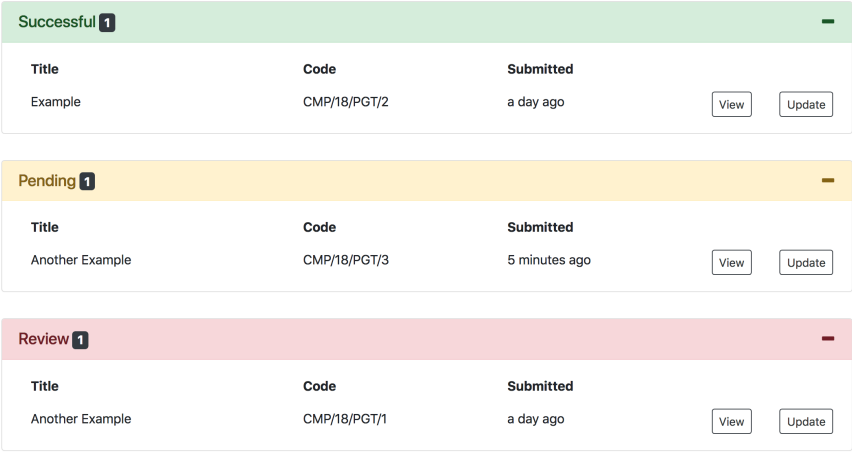 Successful 1
Title Code Submitted
Example CMP/18/PGT/2 a day ago View Update
Pending 1
Title Code Submitted
Another Example CMP/18/PGT/3 5 minutes ago View Update
Review 1
Title Code Submitted
Another Example CMP/18/PGT/1 a day ago View Update